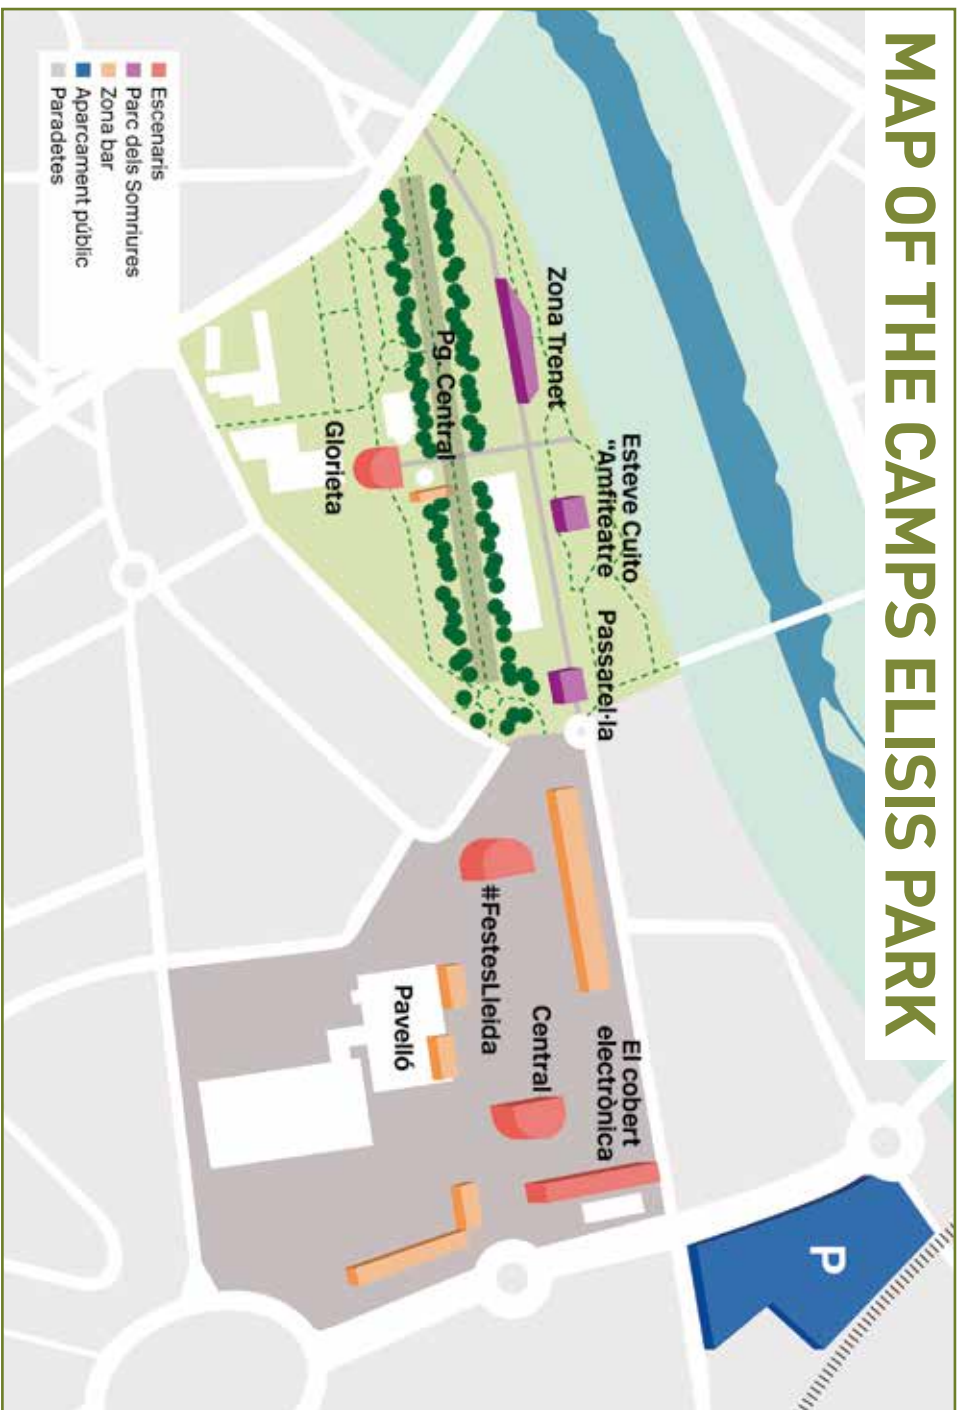 MAP OF THE CAMPS ELISIS PARK
Zona Trenet
Esteve Cuito
"Amfiteatre
Passarel·la
Pg. Central
Glorieta
El cobert
electrònica
Central
#FestesLleida
Pavelló
P
Escenaris
Parc dels Somriures
Zona bar
Aparcament públic
Paradetes